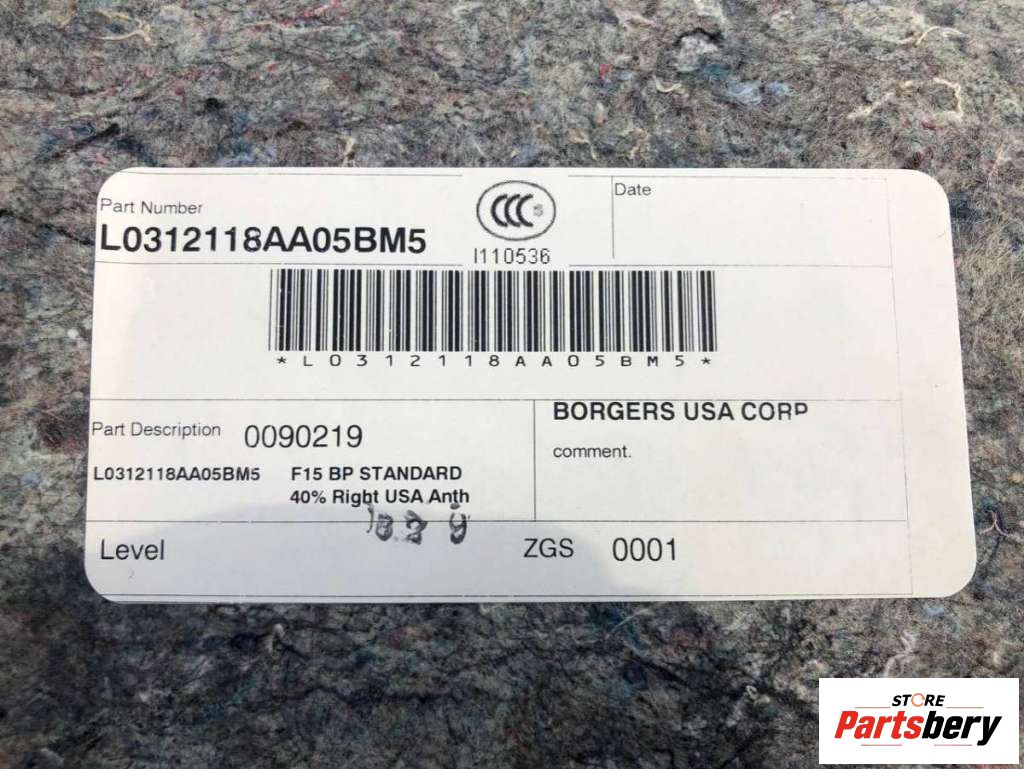 Part Number
L0312118AA05BM5
CCC S
I110536
Date
*L0312118AA05BM5*
Part Description 0090219
L0312118AA05BM5 F15 BP STANDARD
40% Right USA Anth
BORGERS USA CORP
comment.
Level
ZGS 0001
STORE
Partsbery